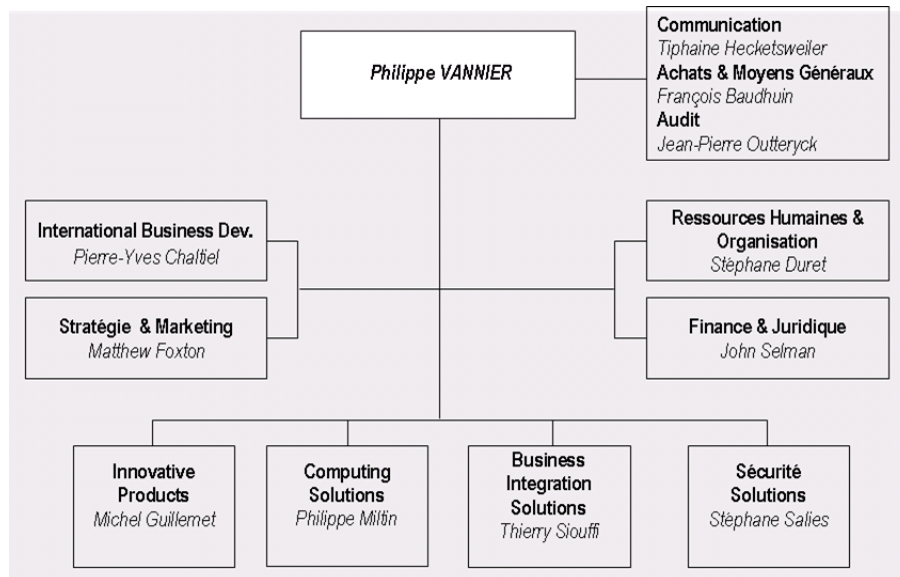 Philippe VANNIER
Communication
Tiphaine Hecketsweiler
Achats & Moyens Généraux
François Baudhuin
Audit
Jean-Pierre Outteryck
International Business Dev.
Pierre-Yves Chaltiel
Ressources Humaines &
Organisation
Stéphane Duret
Stratégie & Marketing
Matthew Foxton
Finance & Juridique
John Selman
Innovative
Products
Michel Guillemet
Computing
Solutions
Philippe Miltin
Business
Integration
Solutions
Thierry Siouffi
Sécurité
Solutions
Stéphane Salies